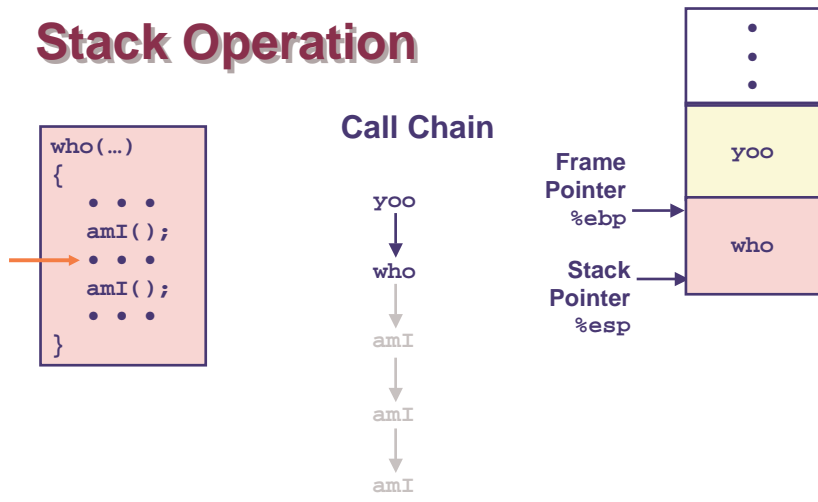 Stack Operation
who(…)
{
• • •
amI();
• • •
amI();
• • •
}
Call Chain
yoo
who
amI
amI
amI
Frame
Pointer
%ebp
Stack
Pointer
%esp
•
•
•
yoo
who